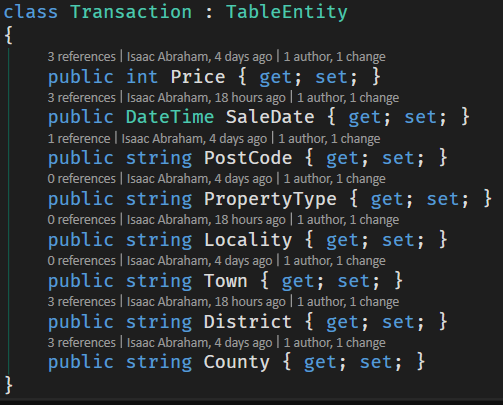 class Transaction : TableEntity
{
3 references | Isaac Abraham, 4 days ago | 1 author, 1 change
public int Price { get; set; }
3 references | Isaac Abraham, 18 hours ago | 1 author, 1 change
public DateTime SaleDate { get; set; }
1 reference | Isaac Abraham, 4 days ago | 1 author, 1 change
public string PostCode { get; set; }
0 references | Isaac Abraham, 4 days ago | 1 author, 1 change
public string PropertyType { get; set; }
0 references | Isaac Abraham, 18 hours ago | 1 author, 1 change
public string Locality { get; set; }
0 references | Isaac Abraham, 4 days ago | 1 author, 1 change
public string Town { get; set; }
3 references | Isaac Abraham, 18 hours ago | 1 author, 1 change
public string District { get; set; }
3 references | Isaac Abraham, 4 days ago | 1 author, 1 change
public string County { get; set; }
}